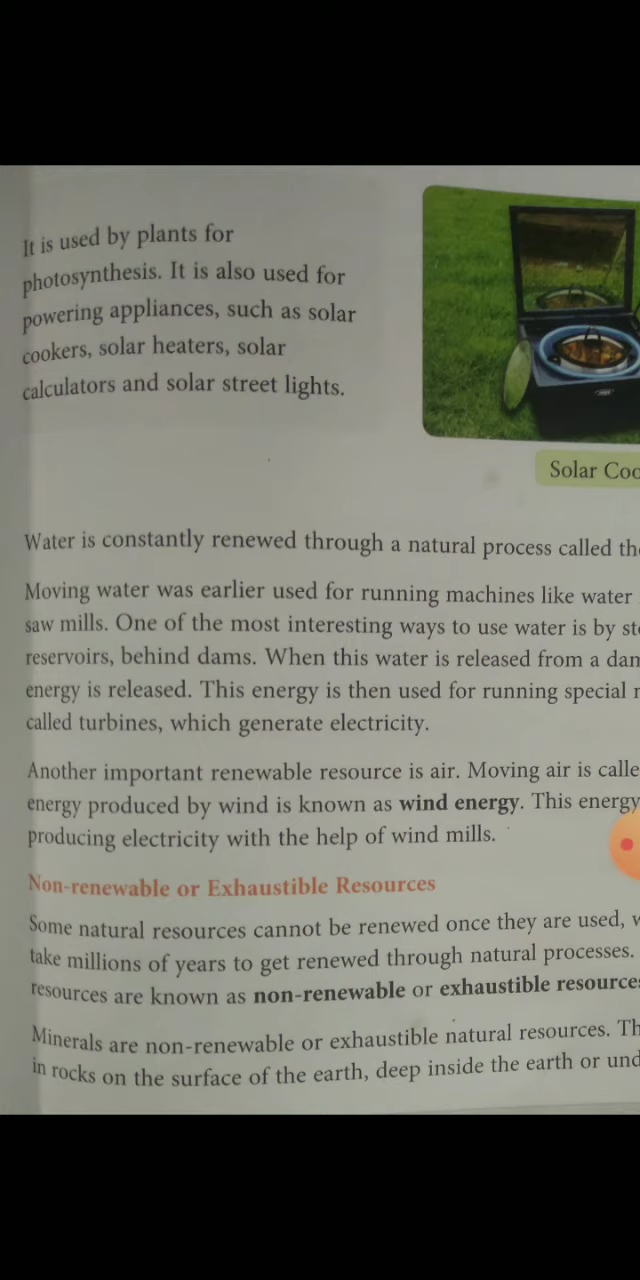 It is used by plants for
photosynthesis. It is also used for
powering appliances, such as solar
cookers, solar heaters, solar
calculators and solar street lights.
Solar
Water is constantly renewed through a natural process called
Moving water was earlier used for running machines like water
saw mills. One of the most interesting ways to use water is by
reservoirs, behind dams. When this water is released from a
energy is released. This energy is then used for running special
called turbines, which generate electricity.
Another important renewable resource is air. Moving air is
energy produced by wind is known as wind energy. This energy
producing electricity with the help of wind mills.
Non-renewable or Exhaustible Resources
Some natural resources cannot be renewed once they are used,
take millions of years to get renewed through natural processes.
resources are known as non-renewable or exhaustible
Minerals are non-renewable or exhaustible natural resources.
in rocks on the surface of the earth, deep inside the earth or